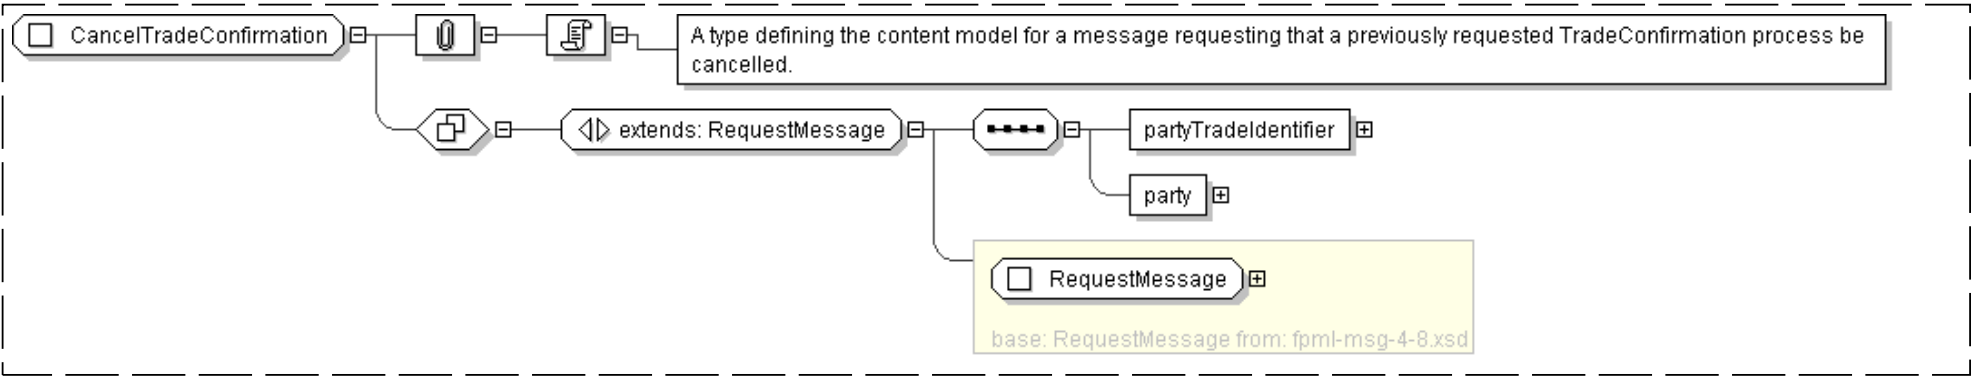 CancelTradeConfirmation
A type defining the content model for a message requesting that a previously requested TradeConfirmation process be
cancelled.
extends: RequestMessage
partyTradeIdentifier
party
RequestMessage
base: RequestMessage from: fpml-msg-4-8.xsd